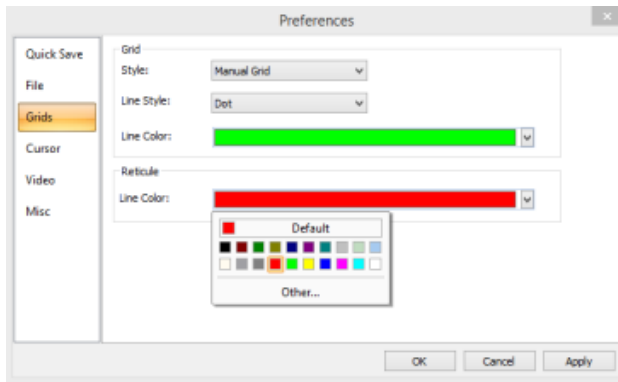 Preferences
Quick Save
File
Grids
Cursor
Video
Misc
Grid
Style:
Manual Grid
Line Style:
Dot
Line Color:
Reticule
Line Color:
Default
Other...
OK
Cancel
Apply